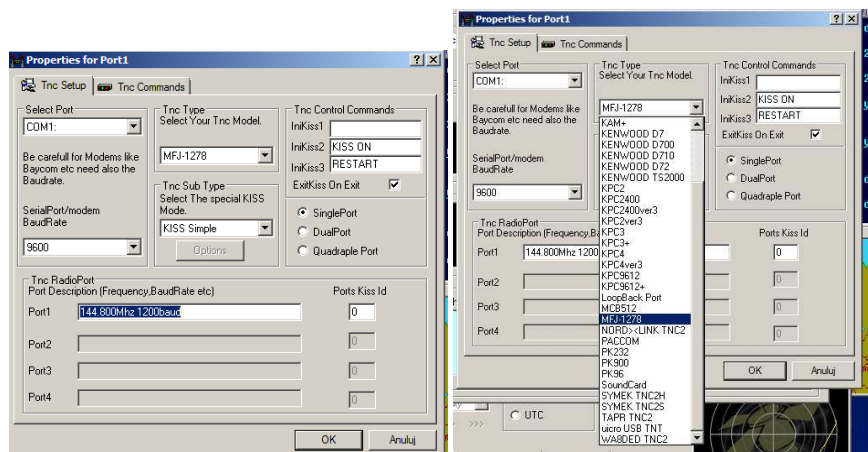 Properties for Port1
? X
Tnc Setup
Tnc Commands
Select Port
COM1:
Be carefull for Modems like
Baycom etc need also the
Baudrate.
SerialPort/modem
BaudRate
9600
Tnc Type
Select Your Tnc Model.
MFJ-1278
Tnc Sub Type
Select The special KISS
Mode.
KISS Simple
Options
Tnc Control Commands
IniKiss1
IniKiss2 KISS ON
IniKiss3 RESTART
ExitKiss On Exit
SinglePort
DualPort
Quadraple Port
Tnc RadioPort
Port Description (Frequency,BaudRate etc)
Ports Kiss Id
Port1 144.800Mhz 1200baud 0
Port2 0
Port3 0
Port4 0
OK
Anuluj
Properties for Port1
? X
Tnc Setup
Tnc Commands
Select Port
COM1:
Be carefull for Modems like
Baycom etc need also the
Baudrate.
SerialPort/modem
BaudRate
9600
Tnc Type
Select Your Tnc Model.
MFJ-1278
KAM+
KENWOOD D7
KENWOOD D700
KENWOOD D710
KENWOOD D72
KENWOOD TS2000
KPC2
KPC2400
KPC2400ver3
KPC2ver3
KPC3
KPC3+
KPC4
KPC4ver3
KPC9612
KPC9612+
LoopBack Port
MCB512
MFJ-1278
NORD><LINK TNC2
PACCOM
PK232
PK900
PK96
SoundCard
SYMEK TNC2H
SYMEK TNC2S
TAPR TNC2
uicro USB TNT
WA8DED TNC2
Tnc Control Commands
IniKiss1
IniKiss2 KISS ON
IniKiss3 RESTART
ExitKiss On Exit
SinglePort
DualPort
Quadraple Port
Tnc RadioPort
Port Description (Frequency,Ba
Ports Kiss Id
Port1 144.800Mhz 1200 0
Port2 0
Port3 0
Port4 0
OK
Anuluj
UTC
>>>